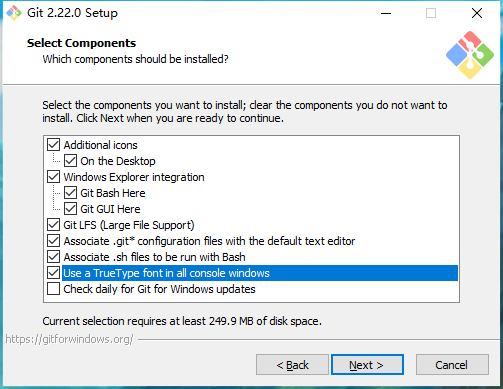 Git 2.22.0 Setup
Select Components
Which components should be installed?
Select the components you want to install; clear the components you do not want to
install. Click Next when you are ready to continue.
Additional icons
On the Desktop
Windows Explorer integration
Git Bash Here
Git GUI Here
Git LFS (Large File Support)
Associate .git* configuration files with the default text editor
Associate .sh files to be run with Bash
Use a TrueType font in all console windows
Check daily for Git for Windows updates
Current selection requires at least 249.9 MB of disk space.
https://gitforwindows.org/
< Back
Next >
Cancel